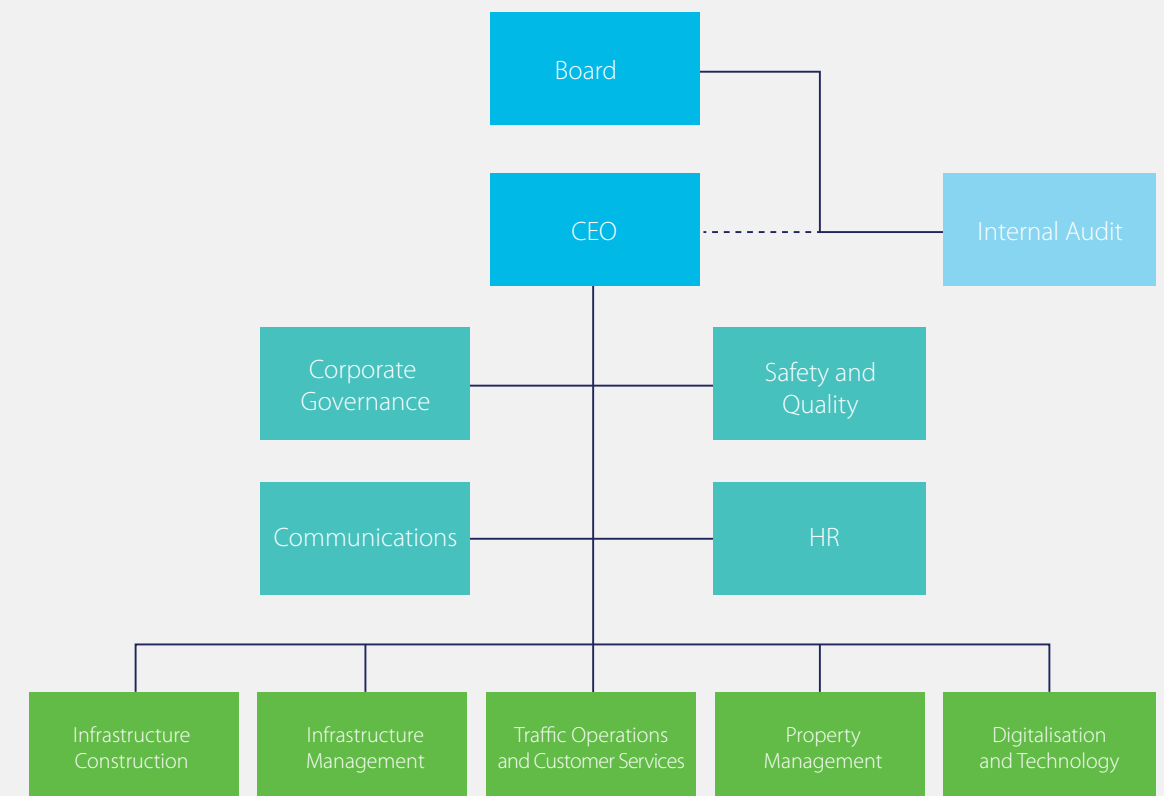 Board
CEO
Internal Audit
Corporate
Governance
Safety and
Quality
Communications
HR
Infrastructure
Construction
Infrastructure
Management
Traffic Operations
and Customer Services
Property
Management
Digitalisation
and Technology